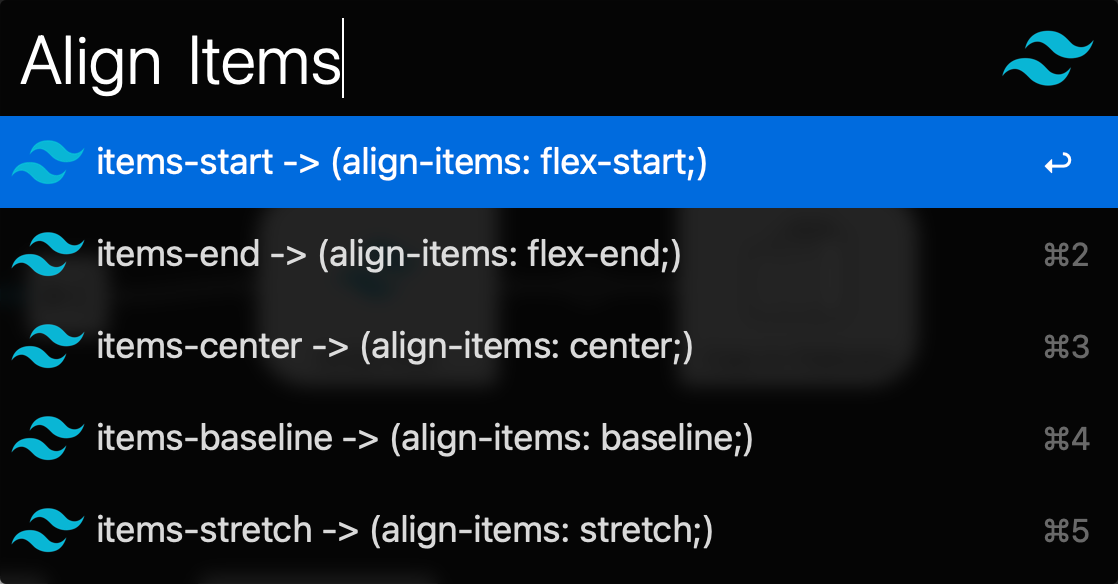 Align Items
items-start -> (align-items: flex-start;) ↩
items-end -> (align-items: flex-end;) ⌘2
items-center -> (align-items: center;) ⌘3
items-baseline -> (align-items: baseline;) ⌘4
items-stretch -> (align-items: stretch;) ⌘5